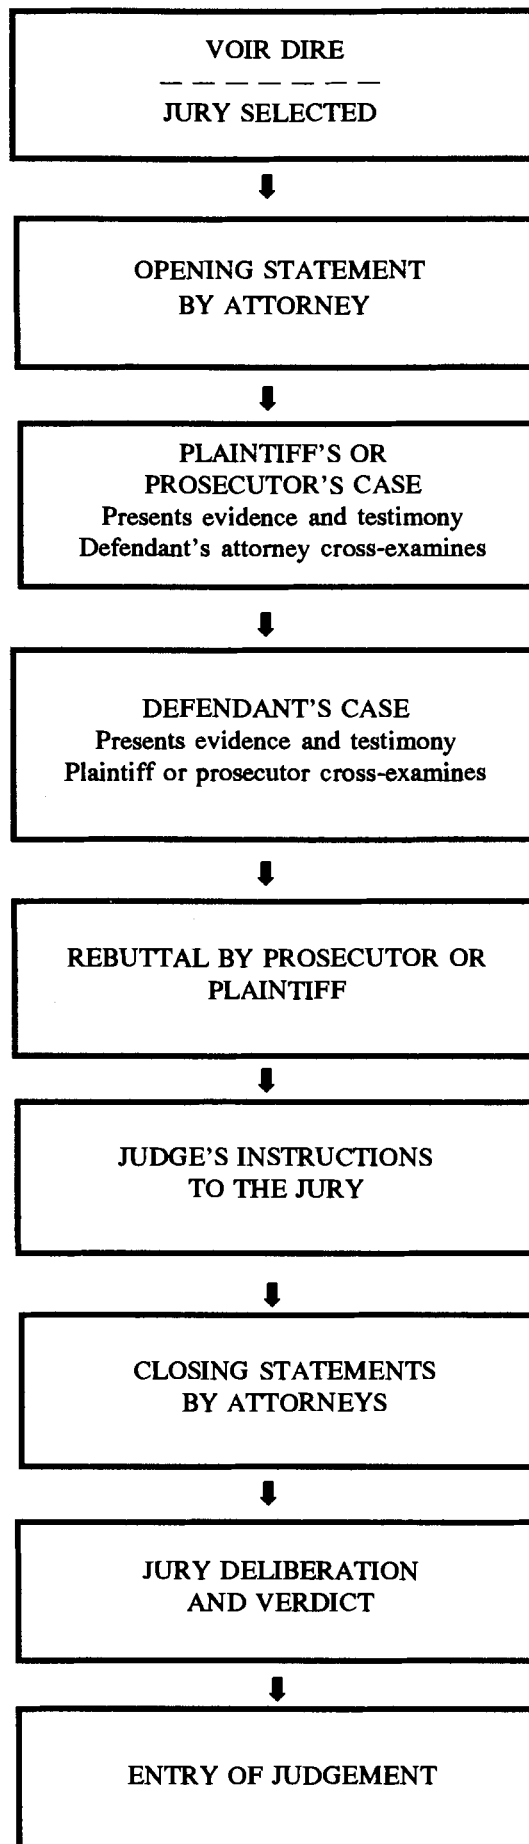 VOIR DIRE
JURY SELECTED
OPENING STATEMENT
BY ATTORNEY
PLAINTIFF'S OR
PROSECUTOR'S CASE
Presents evidence and testimony
Defendant's attorney cross-examines
DEFENDANT'S CASE
Presents evidence and testimony
Plaintiff or prosecutor cross-examines
REBUTTAL BY PROSECUTOR OR
PLAINTIFF
JUDGE'S INSTRUCTIONS
TO THE JURY
CLOSING STATEMENTS
BY ATTORNEYS
JURY DELIBERATION
AND VERDICT
ENTRY OF JUDGEMENT